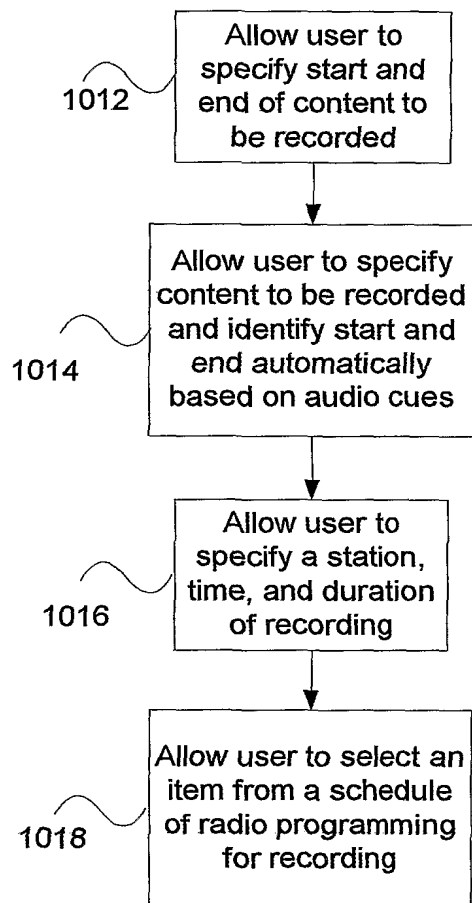 Allow user to
specify start and
end of content to
be recorded
1012
Allow user to specify
content to be recorded
and identify start and
end automatically
based on audio cues
1014
Allow user to
specify a station,
time, and duration
of recording
1016
Allow user to select an
item from a schedule
of radio programming
for recording
1018